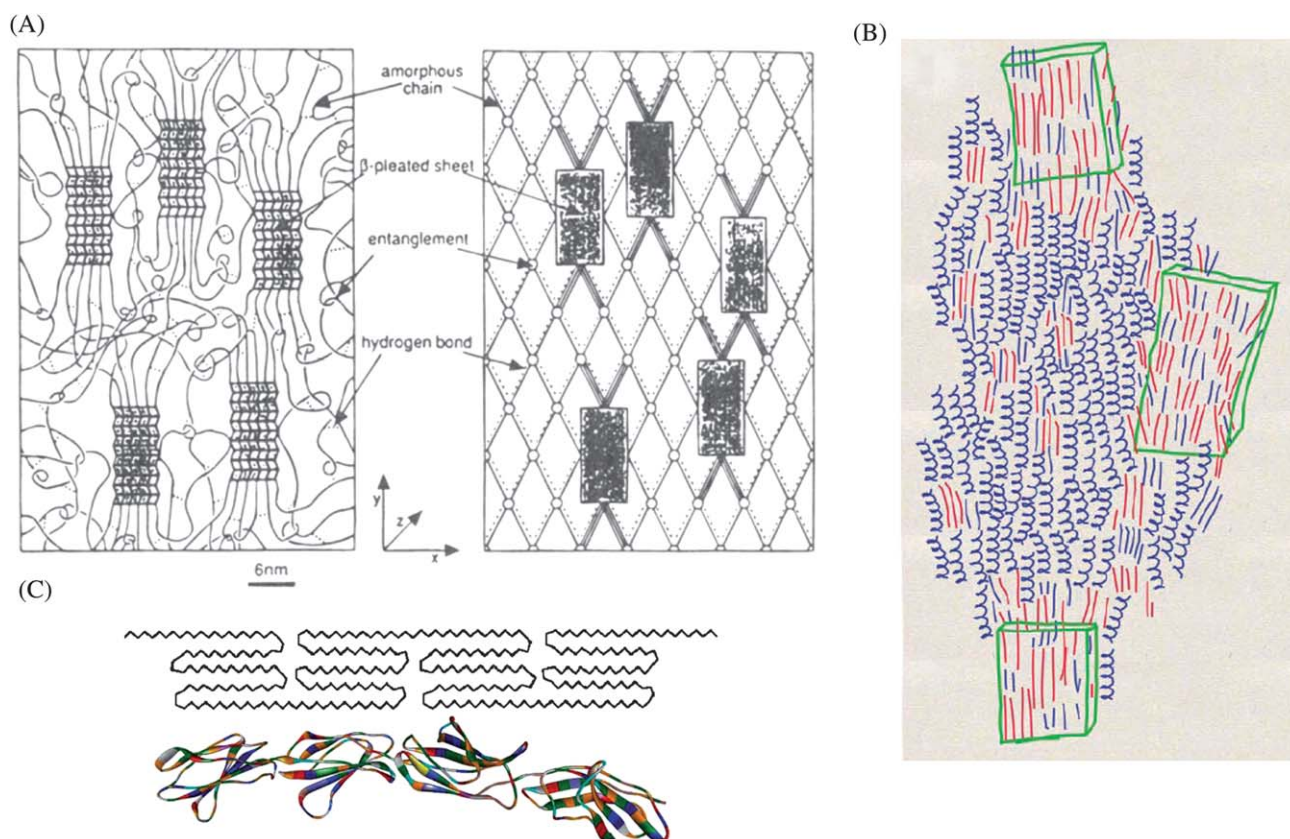 (A)
amorphous
chain
β-pleated sheet
entanglement
hydrogen bond
y
z
x
6nm
(B)
(C)